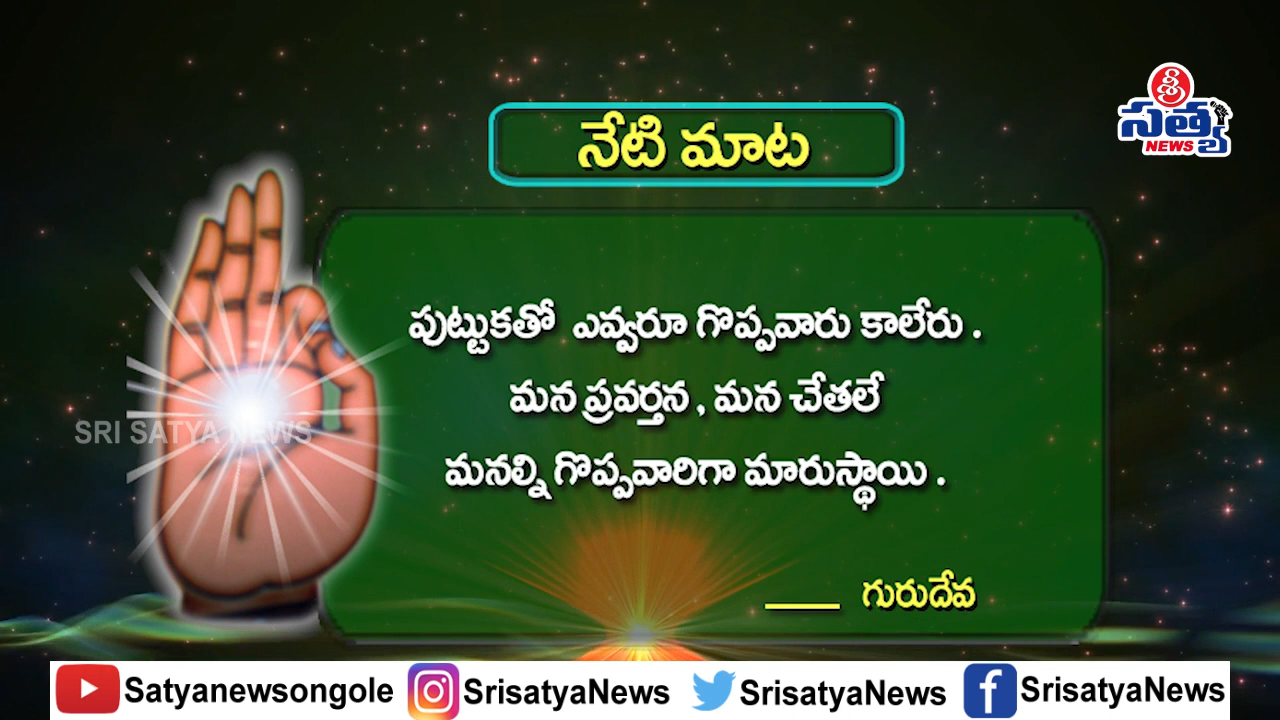 శ్రీ
సత్య
NEWS
నేటి మాట
పుట్టుకతో ఎవ్వరూ గొప్పవారు కాలేరు .
మన ప్రవర్తన , మన చేతలే
మనల్ని గొప్పవారిగా మారుస్థాయి .
SRI SATYA NEWS
____ గురుదేవ
Satyanewsongole
SrisatyaNews
SrisatyaNews
SrisatyaNews